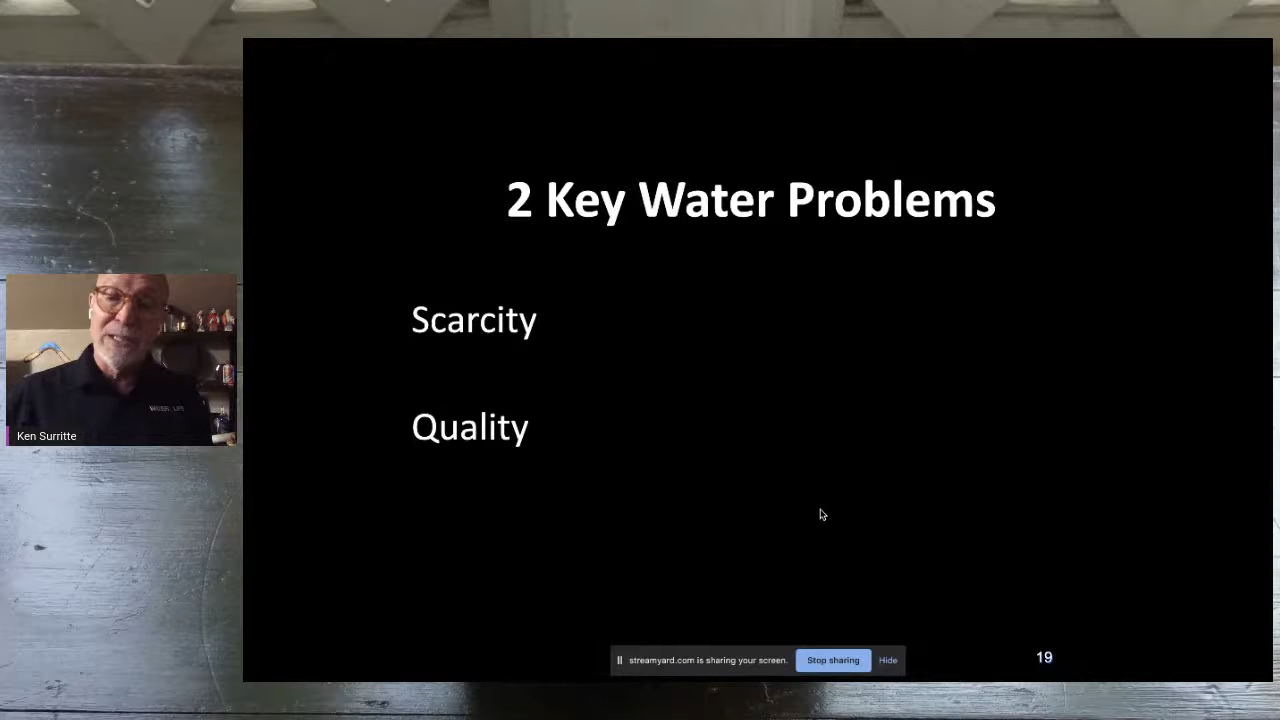 2 Key Water Problems
Scarcity
Quality
Ken Surritte
streamyard.com is sharing your screen.
Stop sharing
Hide
19